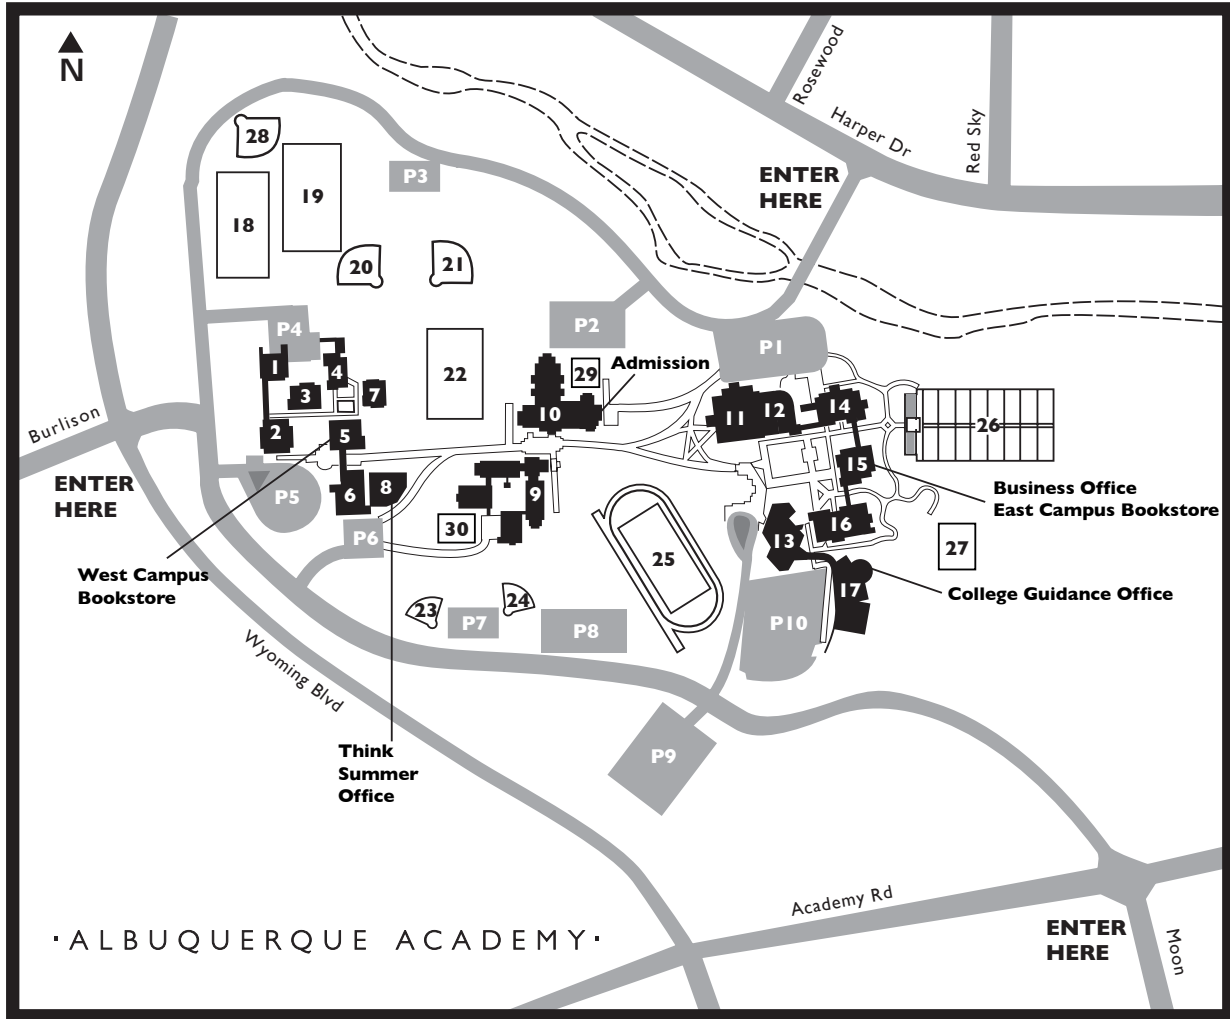 N
Rosewood
Harper Dr
Red Sky
ENTER
HERE
28
P3
19
18
20
21
P4
P2
P1
1
4
3
7
22
29
Admission
10
11
12
14
26
Burlison
2
5
15
ENTER
HERE
P5
6
8
9
Business Office
East Campus Bookstore
16
30
P6
13
25
27
West Campus
Bookstore
17
College Guidance Office
23
24
P7
P8
P10
Wyoming Blvd
Think
Summer
Office
P9
Academy Rd
ENTER
HERE
Moon
·ALBUQUERQUE ACADEMY·